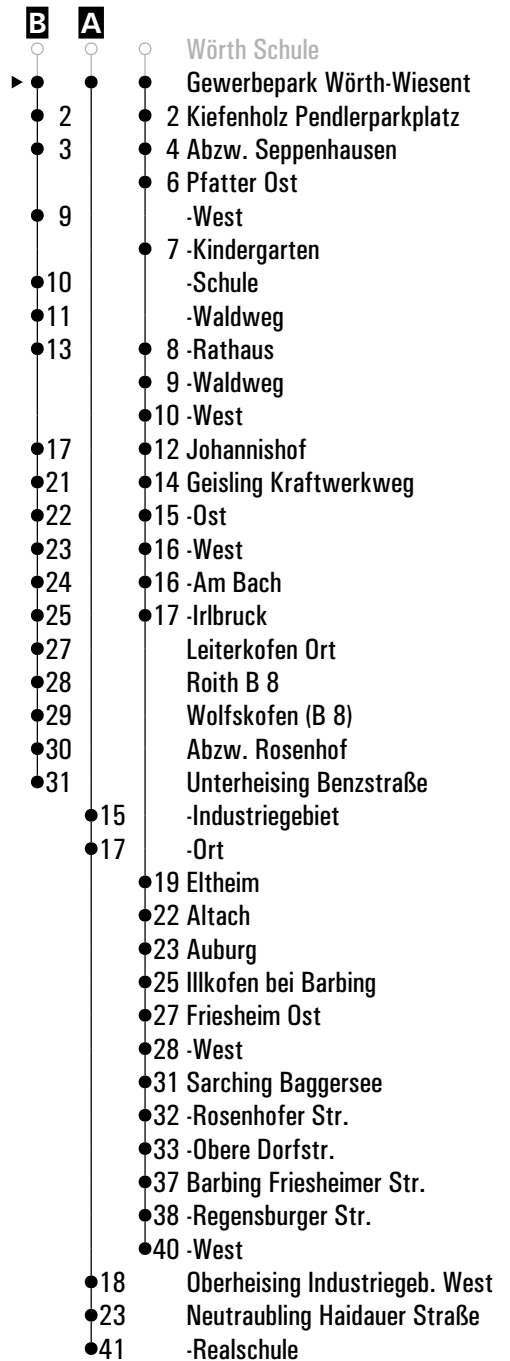 B A
Wörth Schule
Gewerbepark Wörth-Wiesent
2 2 Kiefenholz Pendlerparkplatz
3 4 Abzw. Seppenhausen
6 Pfatter Ost
9 -West
7 -Kindergarten
10 -Schule
11 -Waldweg
13 8 -Rathaus
9 -Waldweg
10 -West
17 12 Johannishof
21 14 Geisling Kraftwerkweg
22 15 -Ost
23 16 -West
24 16 -Am Bach
25 17 -Irlbruck
27 Leiterkofen Ort
28 Roith B 8
29 Wolfskofen (B 8)
30 Abzw. Rosenhof
31 Unterheising Benzstraße
15 -Industriegebiet
17 -Ort
19 Eltheim
22 Altach
23 Auburg
25 Illkofen bei Barbing
27 Friesheim Ost
28 -West
31 Sarching Baggersee
32 -Rosenhofer Str.
33 -Obere Dorfstr.
37 Barbing Friesheimer Str.
38 -Regensburger Str.
40 -West
18 Oberheising Industriegeb. West
23 Neutraubling Haidauer Straße
41 -Realschule